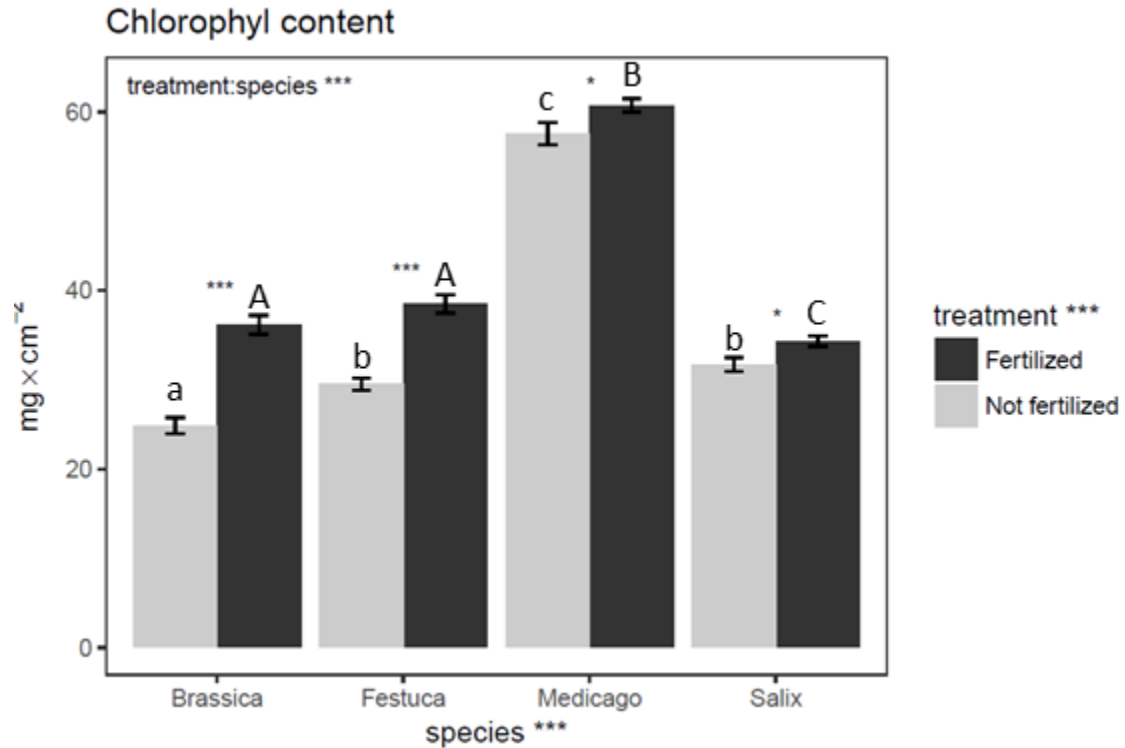 Chlorophyl content
treatment:species ***
mg × cm⁻²
60
40
20
0
a
***
A
b
***
A
c
*
B
b
*
C
Brassica
Festuca
Medicago
Salix
species ***
treatment ***
Fertilized
Not fertilized